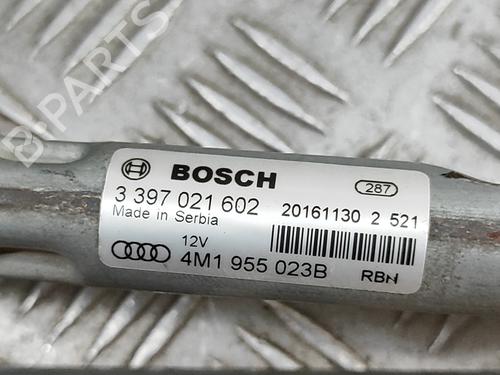 BOSCH
287
3 397 021 602 20161130 2 521
Made in Serbia
12V
4M1 955 023B RBN
B-PARTS